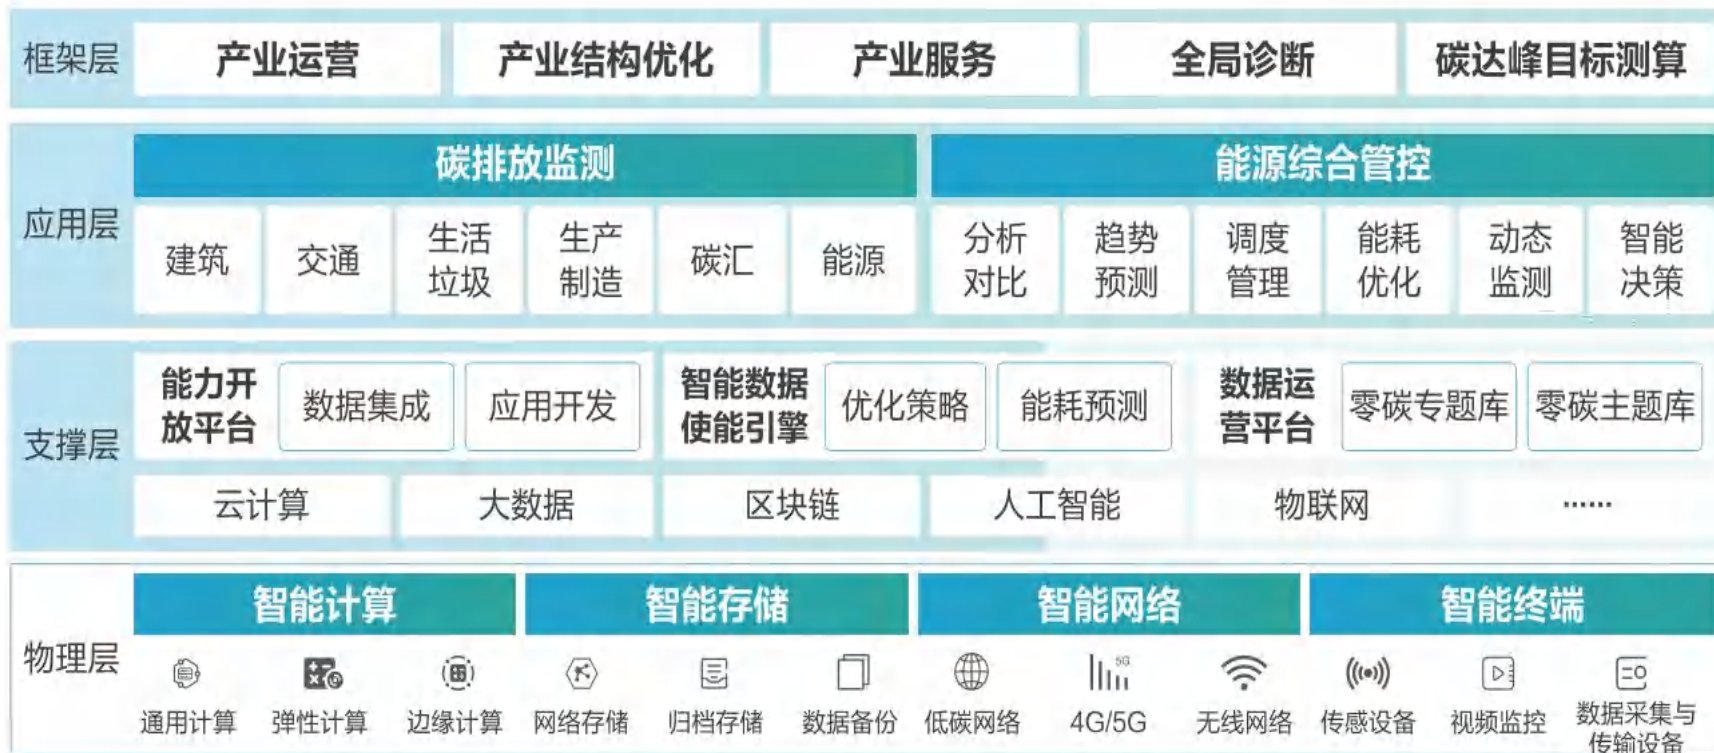 框架层
产业运营
产业结构优化
产业服务
全局诊断
碳达峰目标测算
应用层
碳排放监测
能源综合管控
建筑
交通
生活
垃圾
生产
制造
碳汇
能源
分析
对比
趋势
预测
调度
管理
能耗
优化
动态
监测
智能
决策
支撑层
能力开
放平台
数据集成
应用开发
智能数据
使能引擎
优化策略
能耗预测
数据运
营平台
零碳专题库
零碳主题库
云计算
大数据
区块链
人工智能
物联网
……
物理层
智能计算
智能存储
智能网络
智能终端
5G
通用计算
弹性计算
边缘计算
网络存储
归档存储
数据备份
低碳网络
4G/5G
无线网络
传感设备
视频监控
数据采集与
传输设备